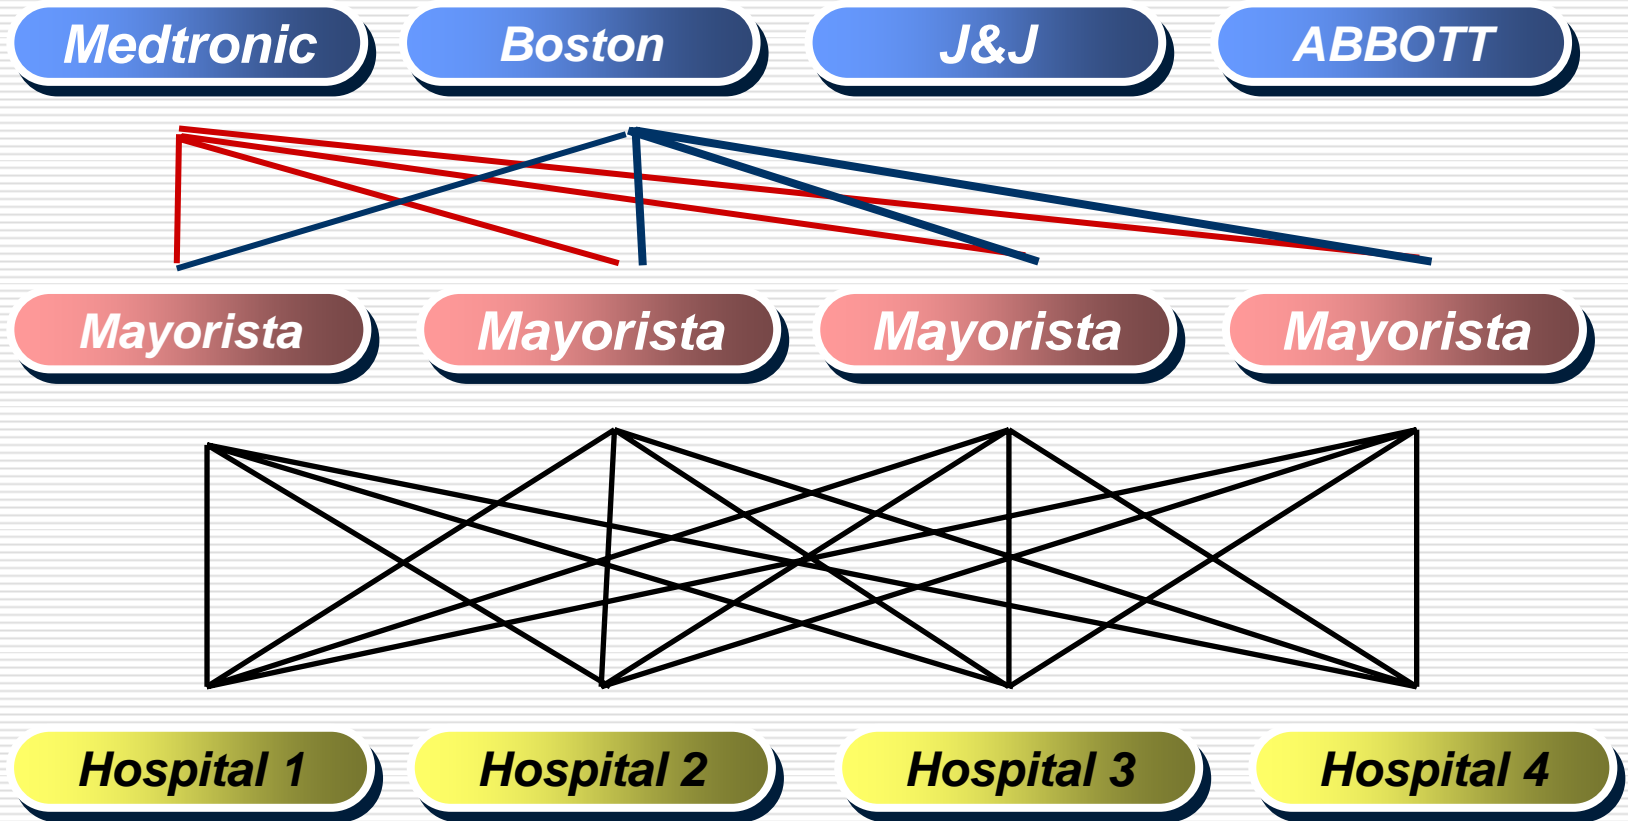 Medtronic
Boston
J&J
ABBOTT
Mayorista
Mayorista
Mayorista
Mayorista
Hospital 1
Hospital 2
Hospital 3
Hospital 4